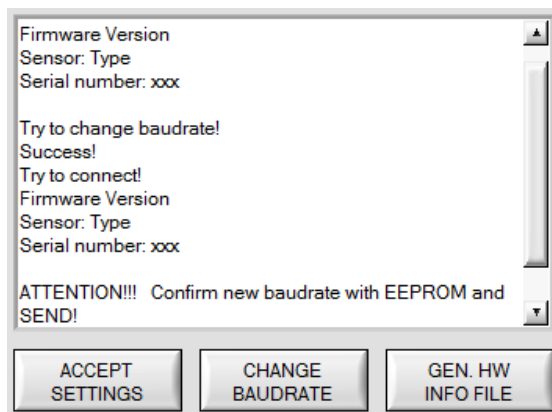 Firmware Version
Sensor: Type
Serial number: xxx
Try to change baudrate!
Success!
Try to connect!
Firmware Version
Sensor: Type
Serial number: xxx
ATTENTION!!! Confirm new baudrate with EEPROM and
SEND!
ACCEPT
SETTINGS
CHANGE
BAUDRATE
GEN. HW
INFO FILE